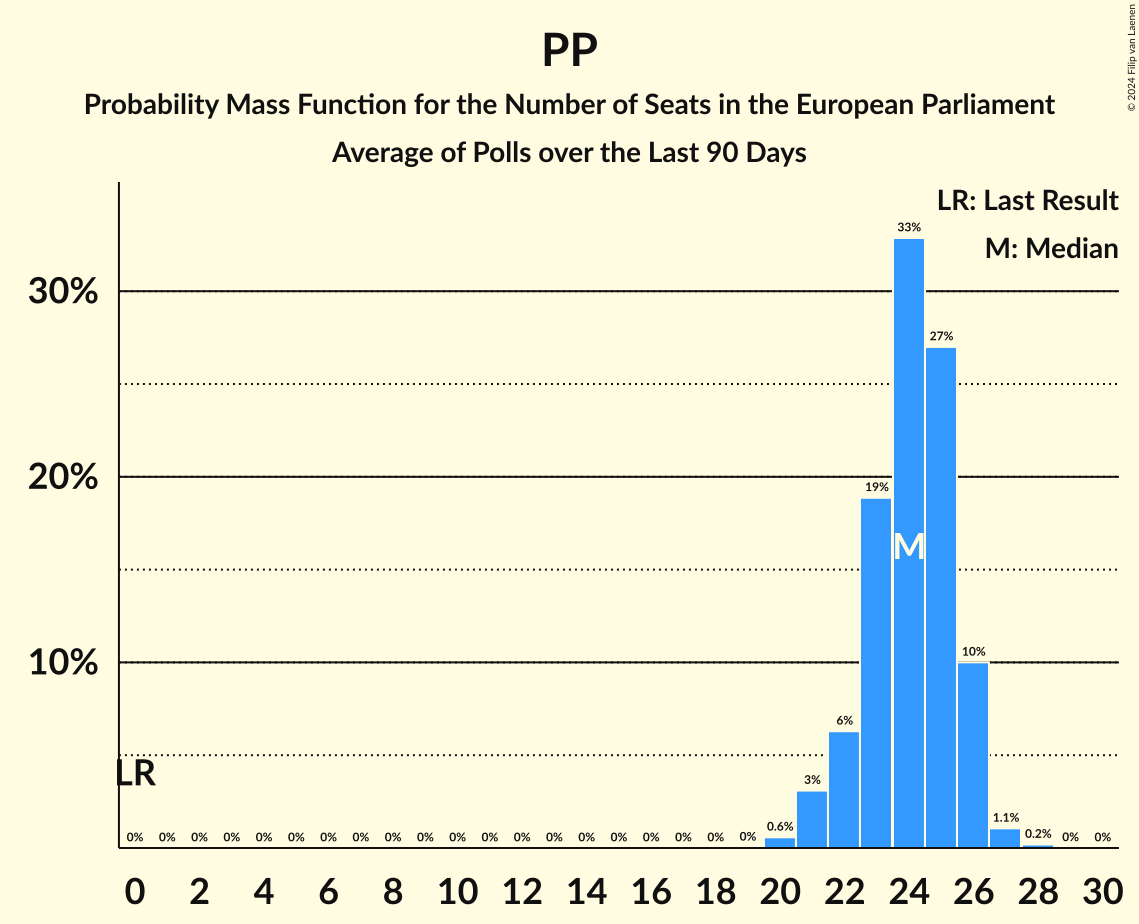 PP
Probability Mass Function for the Number of Seats in the European Parliament
Average of Polls over the Last 90 Days
© 2024 Filip van Laenen
LR: Last Result
M: Median
30%
20%
10%
LR
M
0% 0% 0% 0% 0% 0% 0% 0% 0% 0% 0% 0% 0% 0% 0% 0% 0% 0% 0% 0% 0.6% 3% 6% 19% 33% 27% 10% 1.1% 0.2% 0% 0%
0 2 4 6 8 10 12 14 16 18 20 22 24 26 28 30